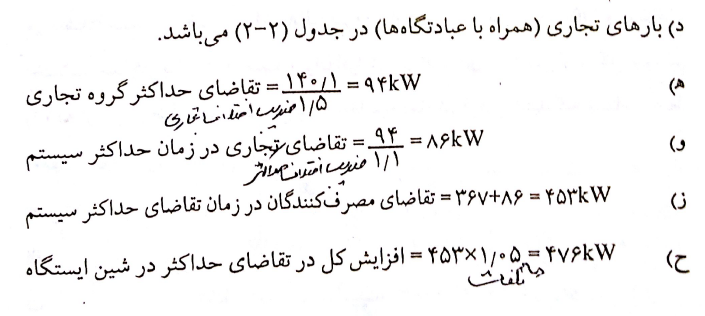 د) بارهای تجاری (همراه با عبادتگاه‌ها) در جدول (۲-۲) می‌باشد.
ه) تقاضای حداکثر گروه تجاری = ۱۴۰/۱ / ۱/۵ = ۹۴kW
ضریب اختلاف تجاری
و) تقاضای تجاری در زمان حداکثر سیستم = ۹۴ / ۱/۱ = ۸۶kW
ضریب اختلاف حداکثر
ز) تقاضای مصرف‌کنندگان در زمان تقاضای حداکثر سیستم = ۳۶۷+۸۶ = ۴۵۳kW
ح) افزایش کل در تقاضای حداکثر در شین ایستگاه = ۴۵۳×۱/۰۵ = ۴۷۶kW
تلفات